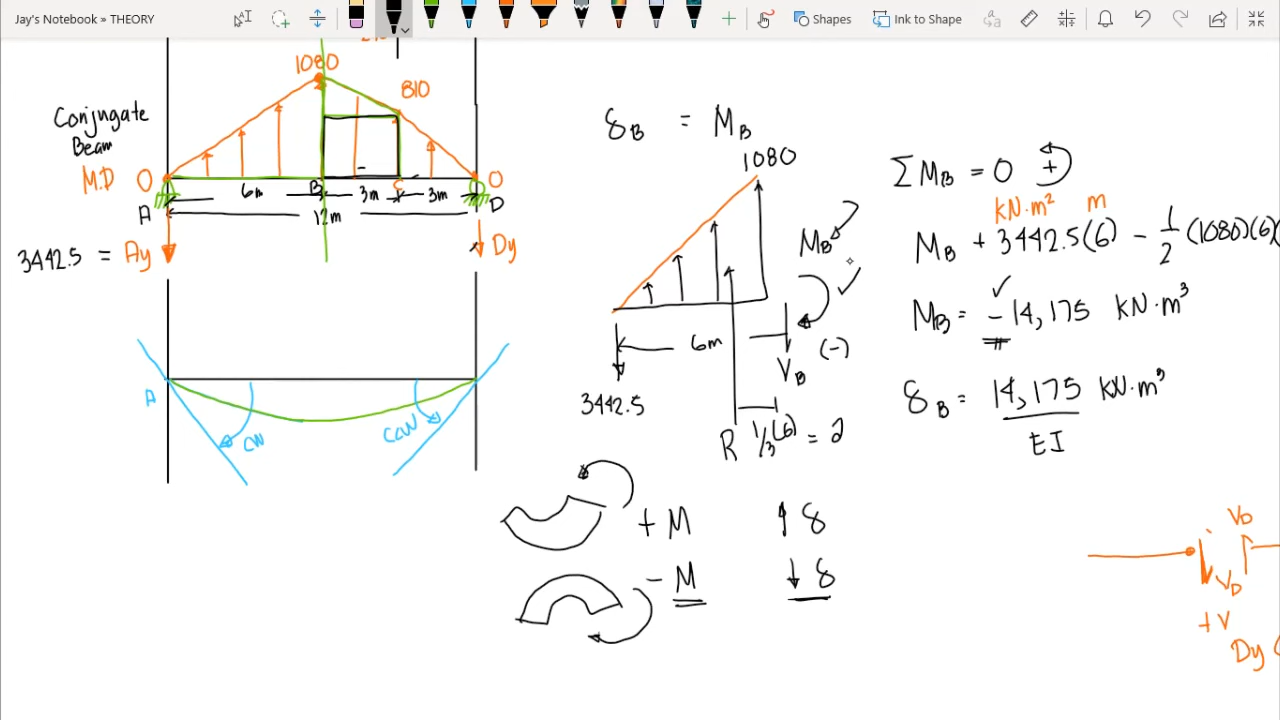 Jay's Notebook » THEORY
Shapes
Ink to Shape
1080
810
Conjugate
Beam
M.D
O
O
6m
B
3m
C
3m
A
12m
D
3442.5 = Ay
Dy
A
CW
CCW
δB = MB
1080
MB
6m
VB
(-)
3442.5
R
1/3(6) = 2
ΣMB = 0 +
kN·m² m
MB + 3442.5(6) - 1/2 (1080)(6)(
MB = -14,175 kN·m³
δB = 14,175 kN·m³
EI
+ M ↑ δ
- M ↓ δ
VD
VD
+V
Dy